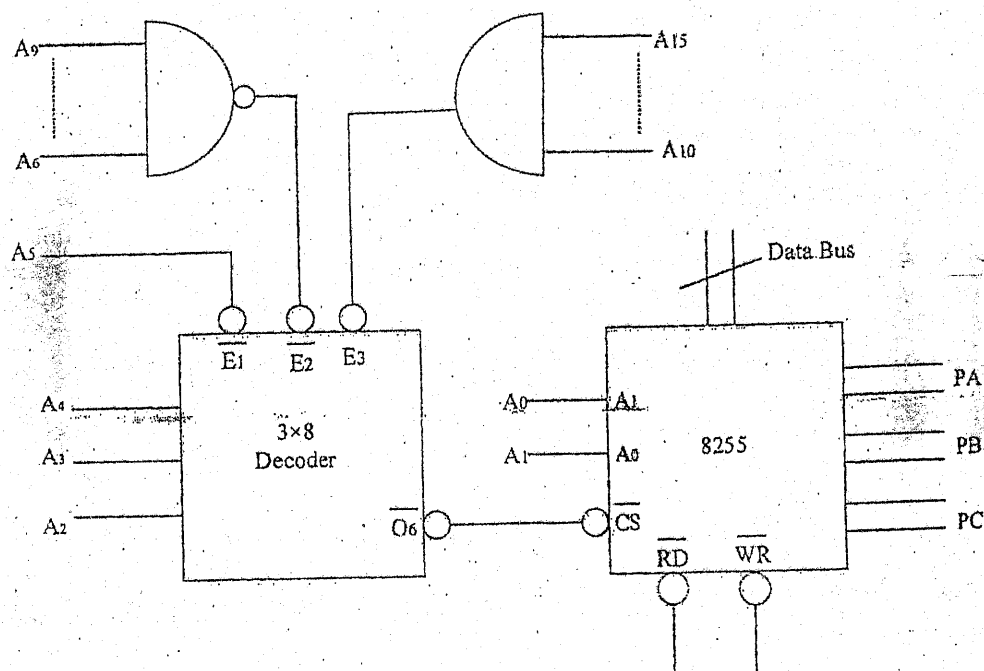 A9
A15
A6
A10
A5
Data Bus
E1
E2
E3
PA
A4
A0
A1
3×8
8255
Decoder
A3
A1
A0
PB
A2
O6
CS
PC
RD
WR